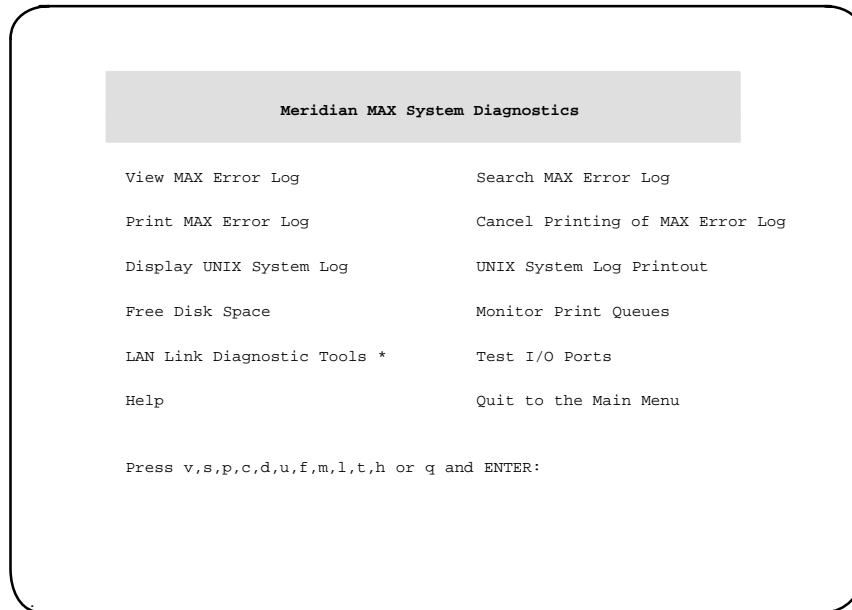 Meridian MAX System Diagnostics
View MAX Error Log Search MAX Error Log
Print MAX Error Log Cancel Printing of MAX Error Log
Display UNIX System Log UNIX System Log Printout
Free Disk Space Monitor Print Queues
LAN Link Diagnostic Tools * Test I/O Ports
Help Quit to the Main Menu
Press v,s,p,c,d,u,f,m,l,t,h or q and ENTER: